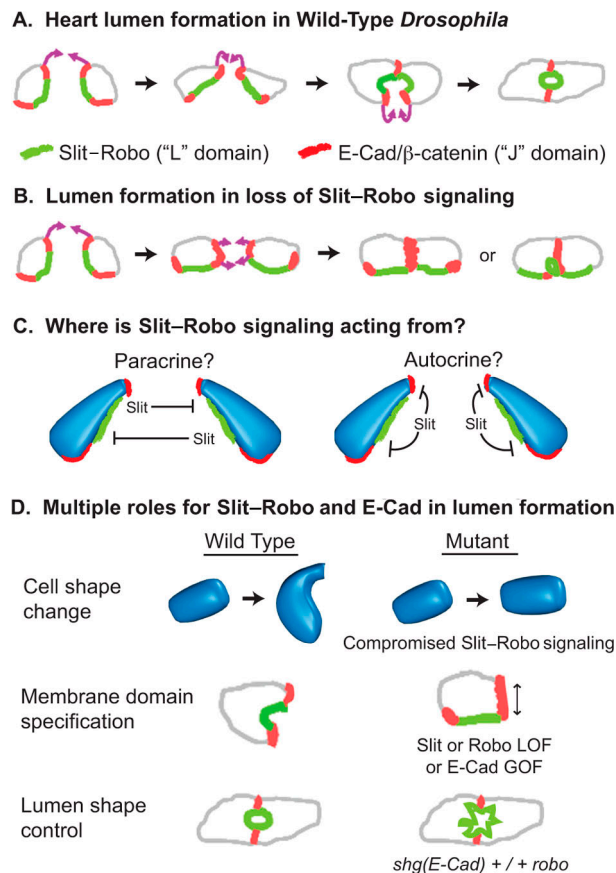 A. Heart lumen formation in Wild-Type Drosophila
Slit–Robo (“L” domain)
E-Cad/β-catenin (“J” domain)
B. Lumen formation in loss of Slit–Robo signaling
or
C. Where is Slit–Robo signaling acting from?
Paracrine?
Autocrine?
Slit
Slit
Slit
Slit
D. Multiple roles for Slit–Robo and E-Cad in lumen formation
Wild Type
Mutant
Cell shape
change
Compromised Slit–Robo signaling
Membrane domain
specification
Slit or Robo LOF
or E-Cad GOF
Lumen shape
control
shg(E-Cad) + / + robo